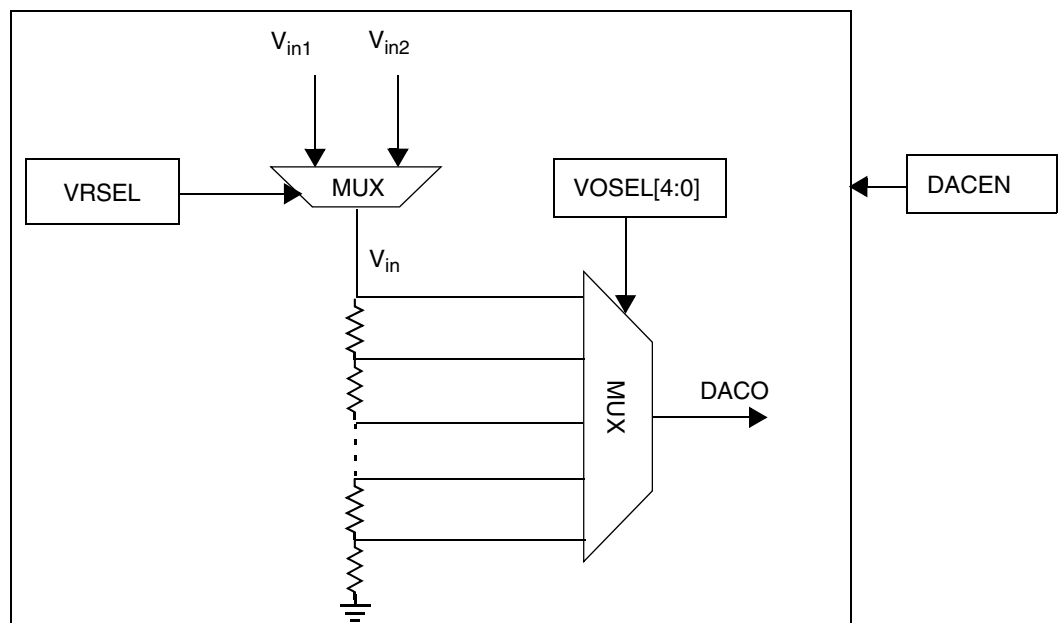 Vin1
Vin2
VRSEL
MUX
VOSEL[4:0]
DACEN
Vin
MUX
DACO